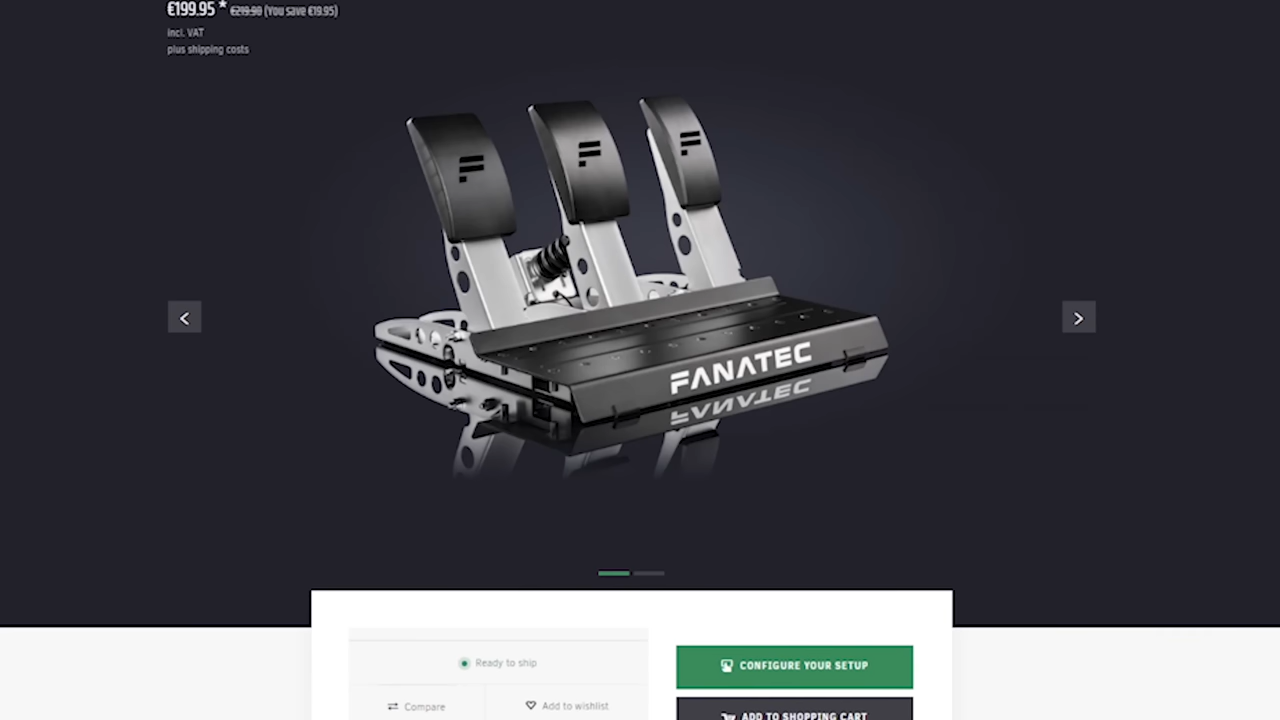 €199.95 * €219.90 (You save €19.95)
incl. VAT
plus shipping costs
FANATEC
Ready to ship
CONFIGURE YOUR SETUP
Compare
Add to wishlist
ADD TO SHOPPING CART